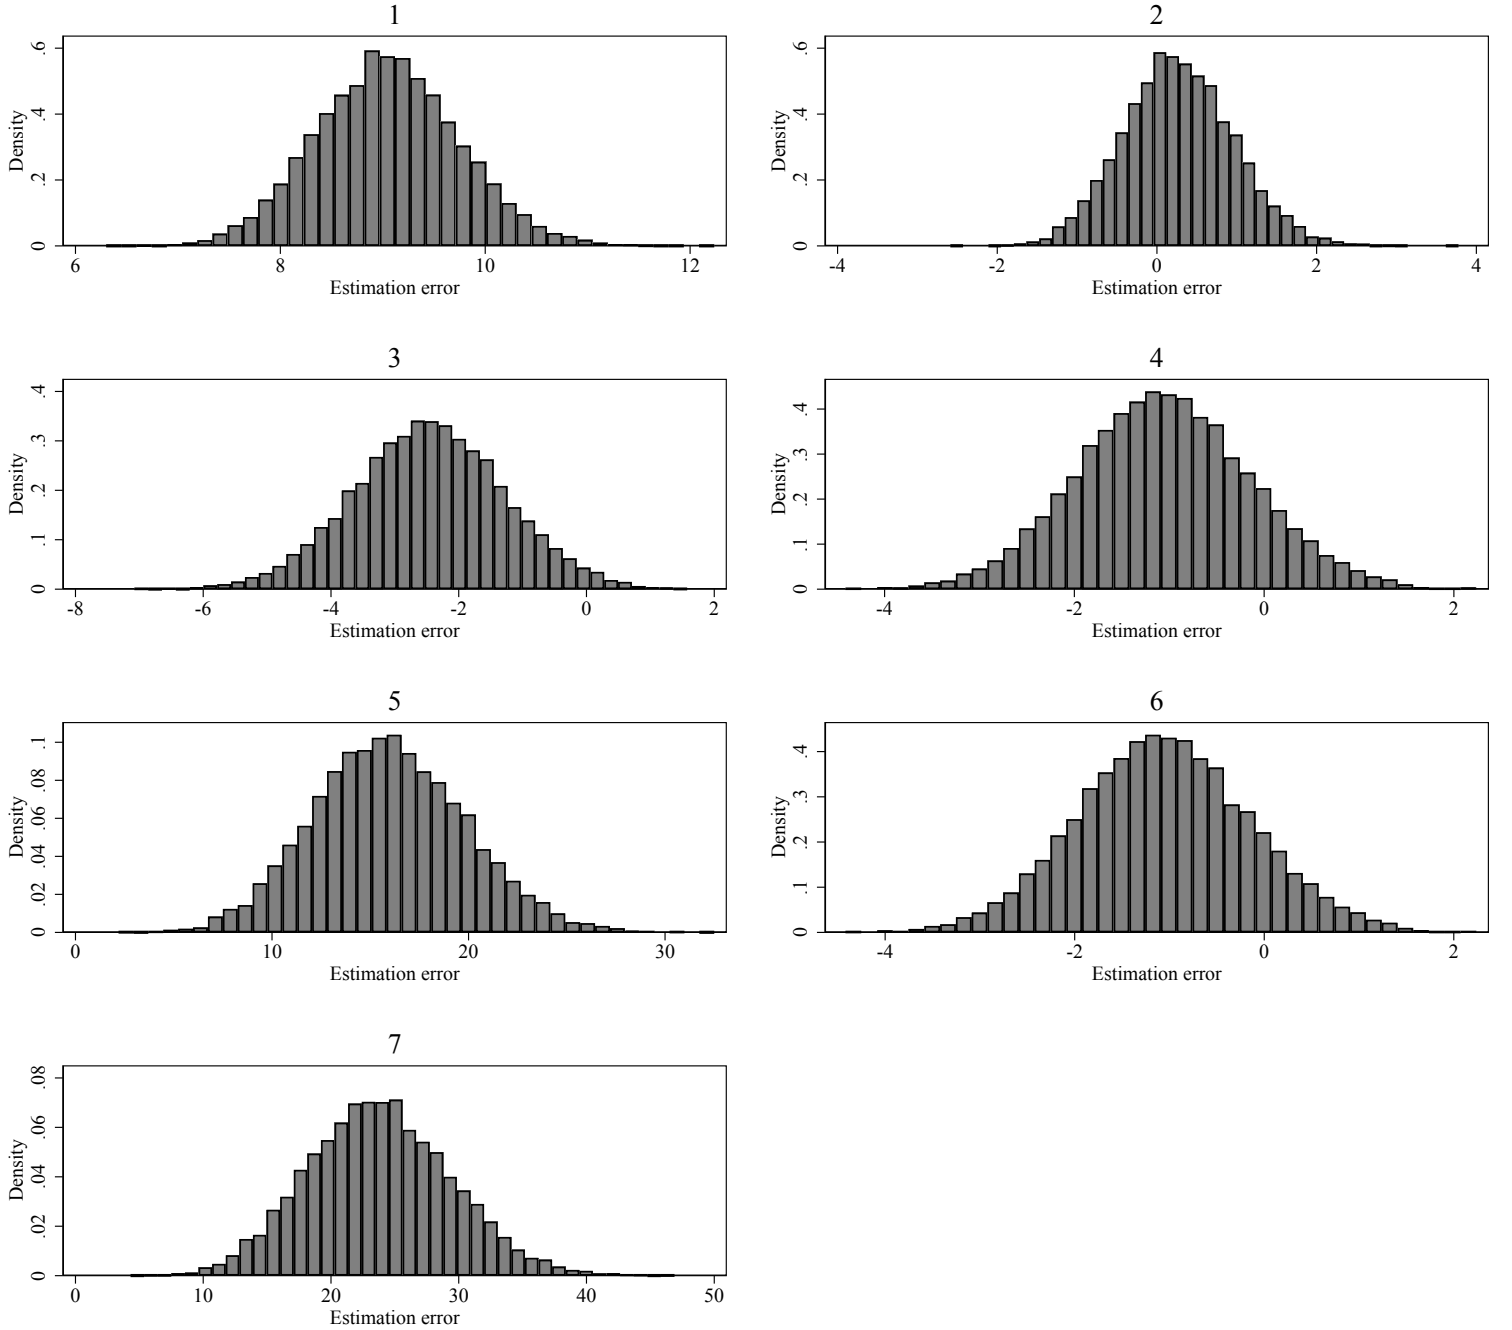 1
Density
0 .2 .4 .6
6 8 10 12
Estimation error
2
Density
0 .2 .4 .6
-4 -2 0 2 4
Estimation error
3
Density
0 .1 .2 .3 .4
-8 -6 -4 -2 0 2
Estimation error
4
Density
0 .1 .2 .3 .4
-4 -2 0 2
Estimation error
5
Density
0 .02 .04 .06 .08 .1
0 10 20 30
Estimation error
6
Density
0 .1 .2 .3 .4
-4 -2 0 2
Estimation error
7
Density
0 .02 .04 .06 .08
0 10 20 30 40 50
Estimation error